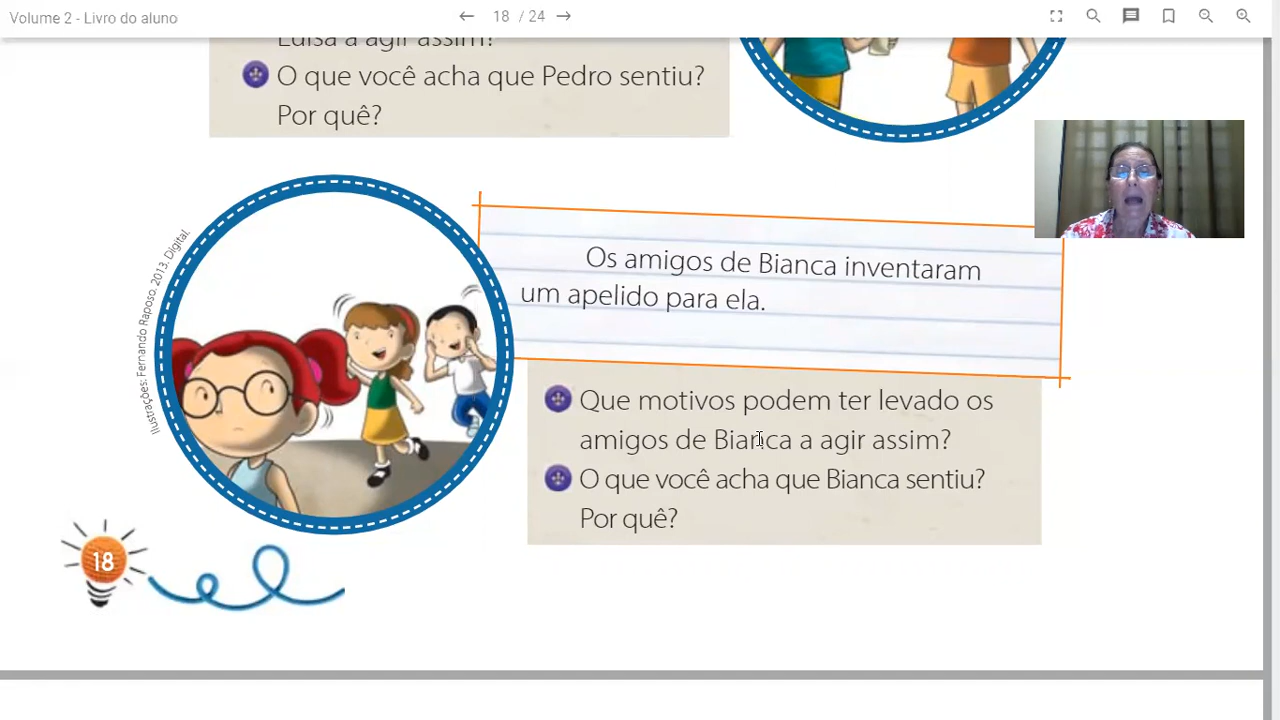 Volume 2 - Livro do aluno
18 / 24
Luísa a agir assim?
O que você acha que Pedro sentiu?
Por quê?
Ilustrações: Fernando Raposo. 2013. Digital.
Os amigos de Bianca inventaram
um apelido para ela.
Que motivos podem ter levado os
amigos de Bianca a agir assim?
O que você acha que Bianca sentiu?
Por quê?
18